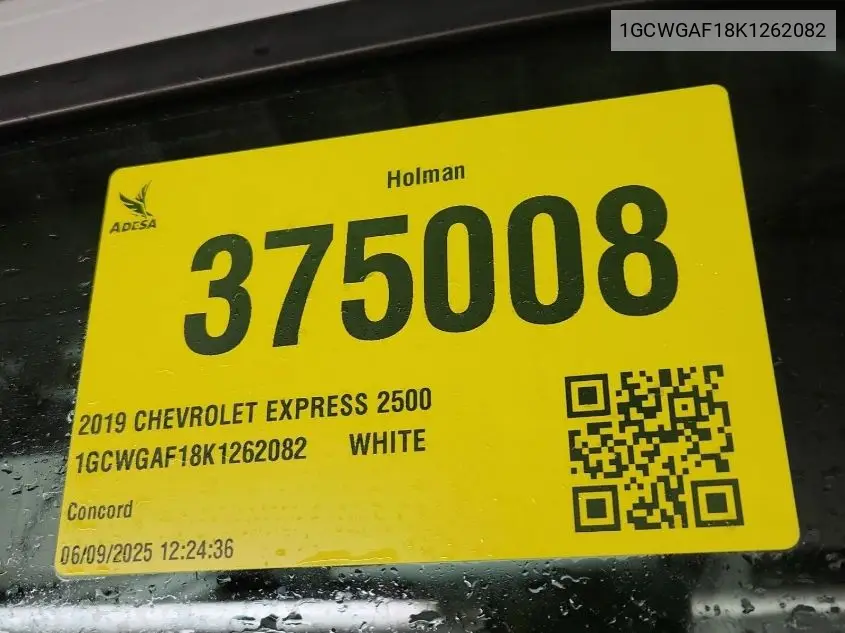 1GCWGAF18K1262082
Holman
ADESA
375008
2019 CHEVROLET EXPRESS 2500
1GCWGAF18K1262082 WHITE
Concord
06/09/2025 12:24:36